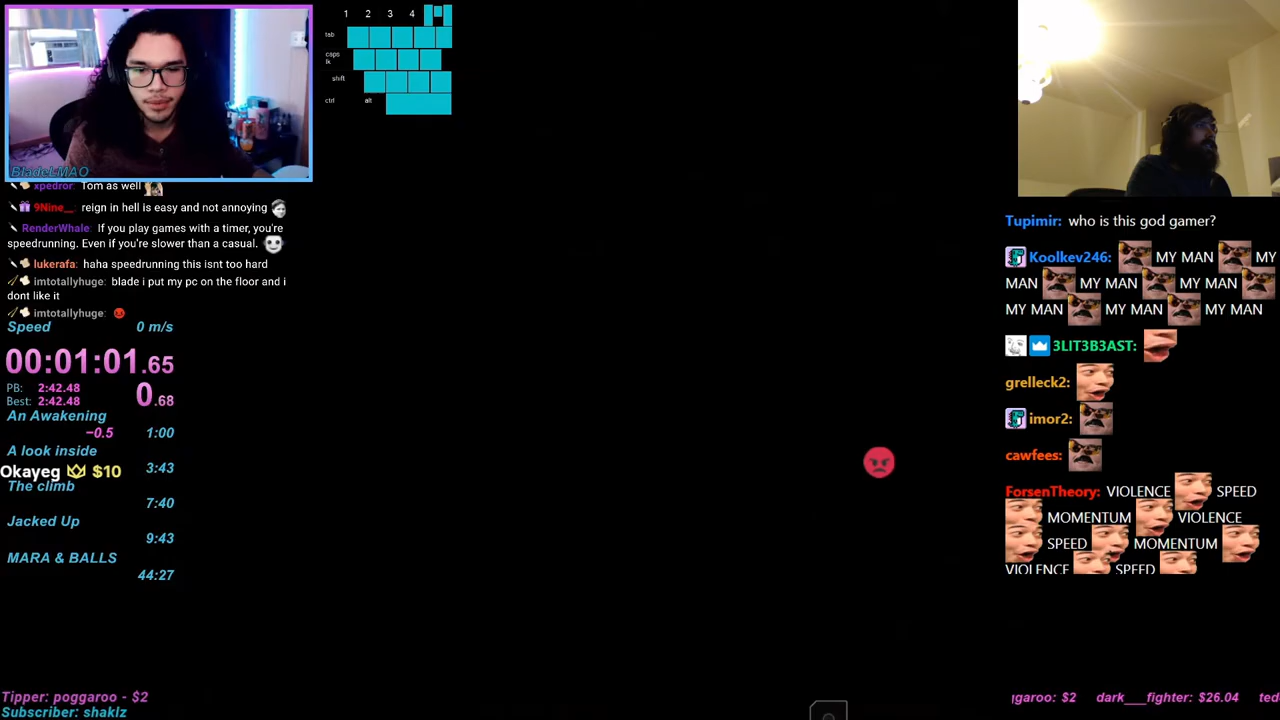 1 2 3 4
tab
caps
lk
shift
ctrl alt
BladeLMAO
xpedror: Tom as well
9Nine__: reign in hell is easy and not annoying
RenderWhale: If you play games with a timer, you're
speedrunning. Even if you're slower than a casual.
lukerafa: haha speedrunning this isnt too hard
imtotallyhuge: blade i put my pc on the floor and i
dont like it
imtotallyhuge:
Speed 0 m/s
00:01:01.65
PB: 2:42.48
Best: 2:42.48
0.68
An Awakening
−0.5 1:00
A look inside
3:43
Okayeg $10
The climb
7:40
Jacked Up
9:43
MARA & BALLS
44:27
Tipper: poggaroo - $2
Subscriber: shaklz
Tupimir: who is this god gamer?
Koolkev246: MY MAN MY
MAN MY MAN MY MAN
MY MAN MY MAN MY MAN
3LIT3B3AST:
grelleck2:
imor2:
cawfees:
ForsenTheory: VIOLENCE SPEED
MOMENTUM VIOLENCE
SPEED MOMENTUM
VIOLENCE SPEED
ggaroo: $2 dark___fighter: $26.04 ted